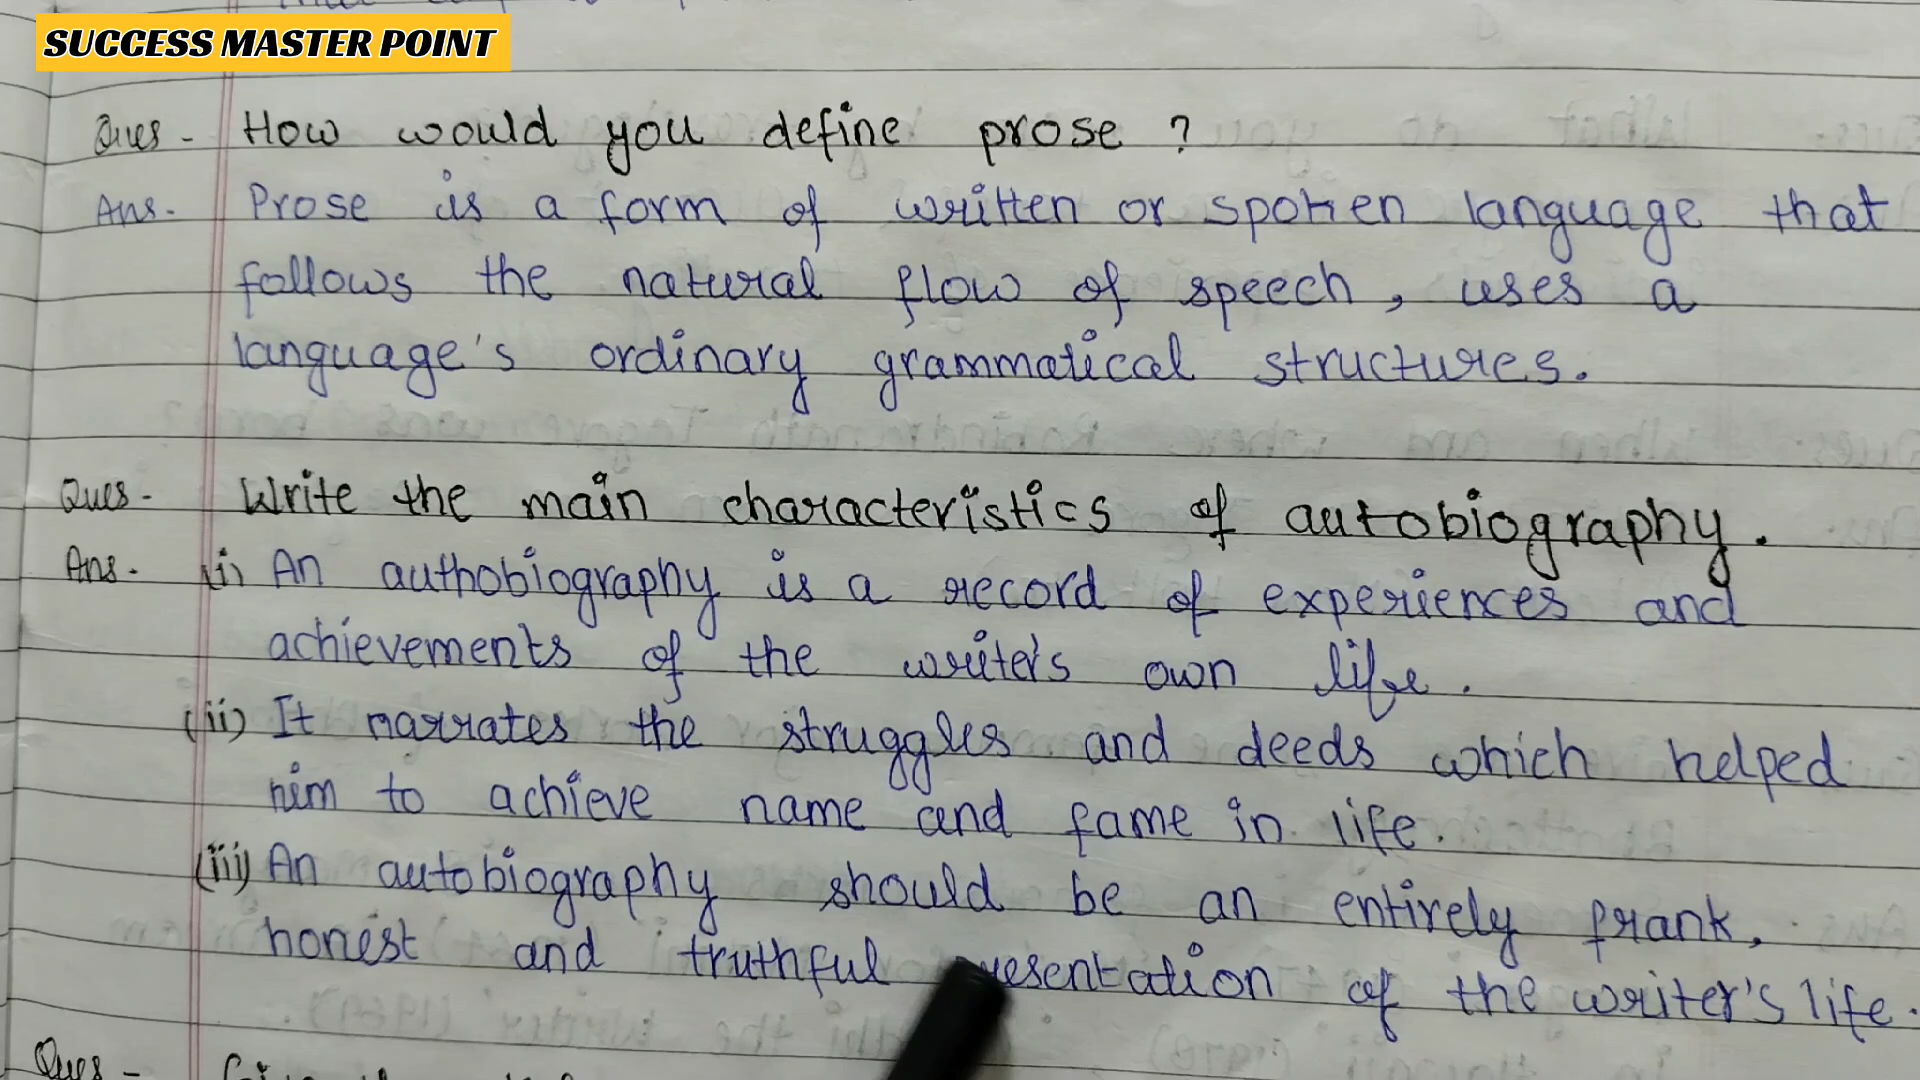 SUCCESS MASTER POINT
Ques - How would you define prose ?
Ans - Prose is a form of written or spoken language that
follows the natural flow of speech, uses a
language's ordinary grammatical structures.
Ques - Write the main characteristics of autobiography.
Ans - (i) An authobiography is a record of experiences and
achievements of the writer's own life.
(ii) It narrates the struggles and deeds which helped
him to achieve name and fame in life.
(iii) An autobiography should be an entirely frank,
honest and truthful presentation of the writer's life.
Ques -